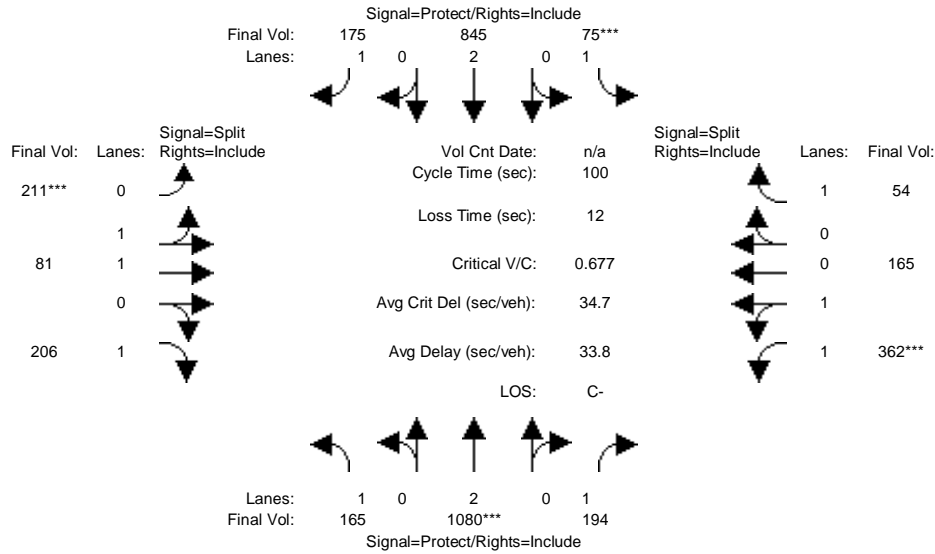 Signal=Protect/Rights=Include
Final Vol: 175 845 75***
Lanes: 1 0 2 0 1
Signal=Split
Final Vol: Lanes: Rights=Include
Vol Cnt Date: n/a
Signal=Split
Rights=Include Lanes: Final Vol:
Cycle Time (sec): 100
211*** 0
1 54
Loss Time (sec): 12
1
0
81 1
Critical V/C: 0.677
0 165
0
Avg Crit Del (sec/veh): 34.7
1
206 1
Avg Delay (sec/veh): 33.8
1 362***
LOS: C-
Lanes: 1 0 2 0 1
Final Vol: 165 1080*** 194
Signal=Protect/Rights=Include